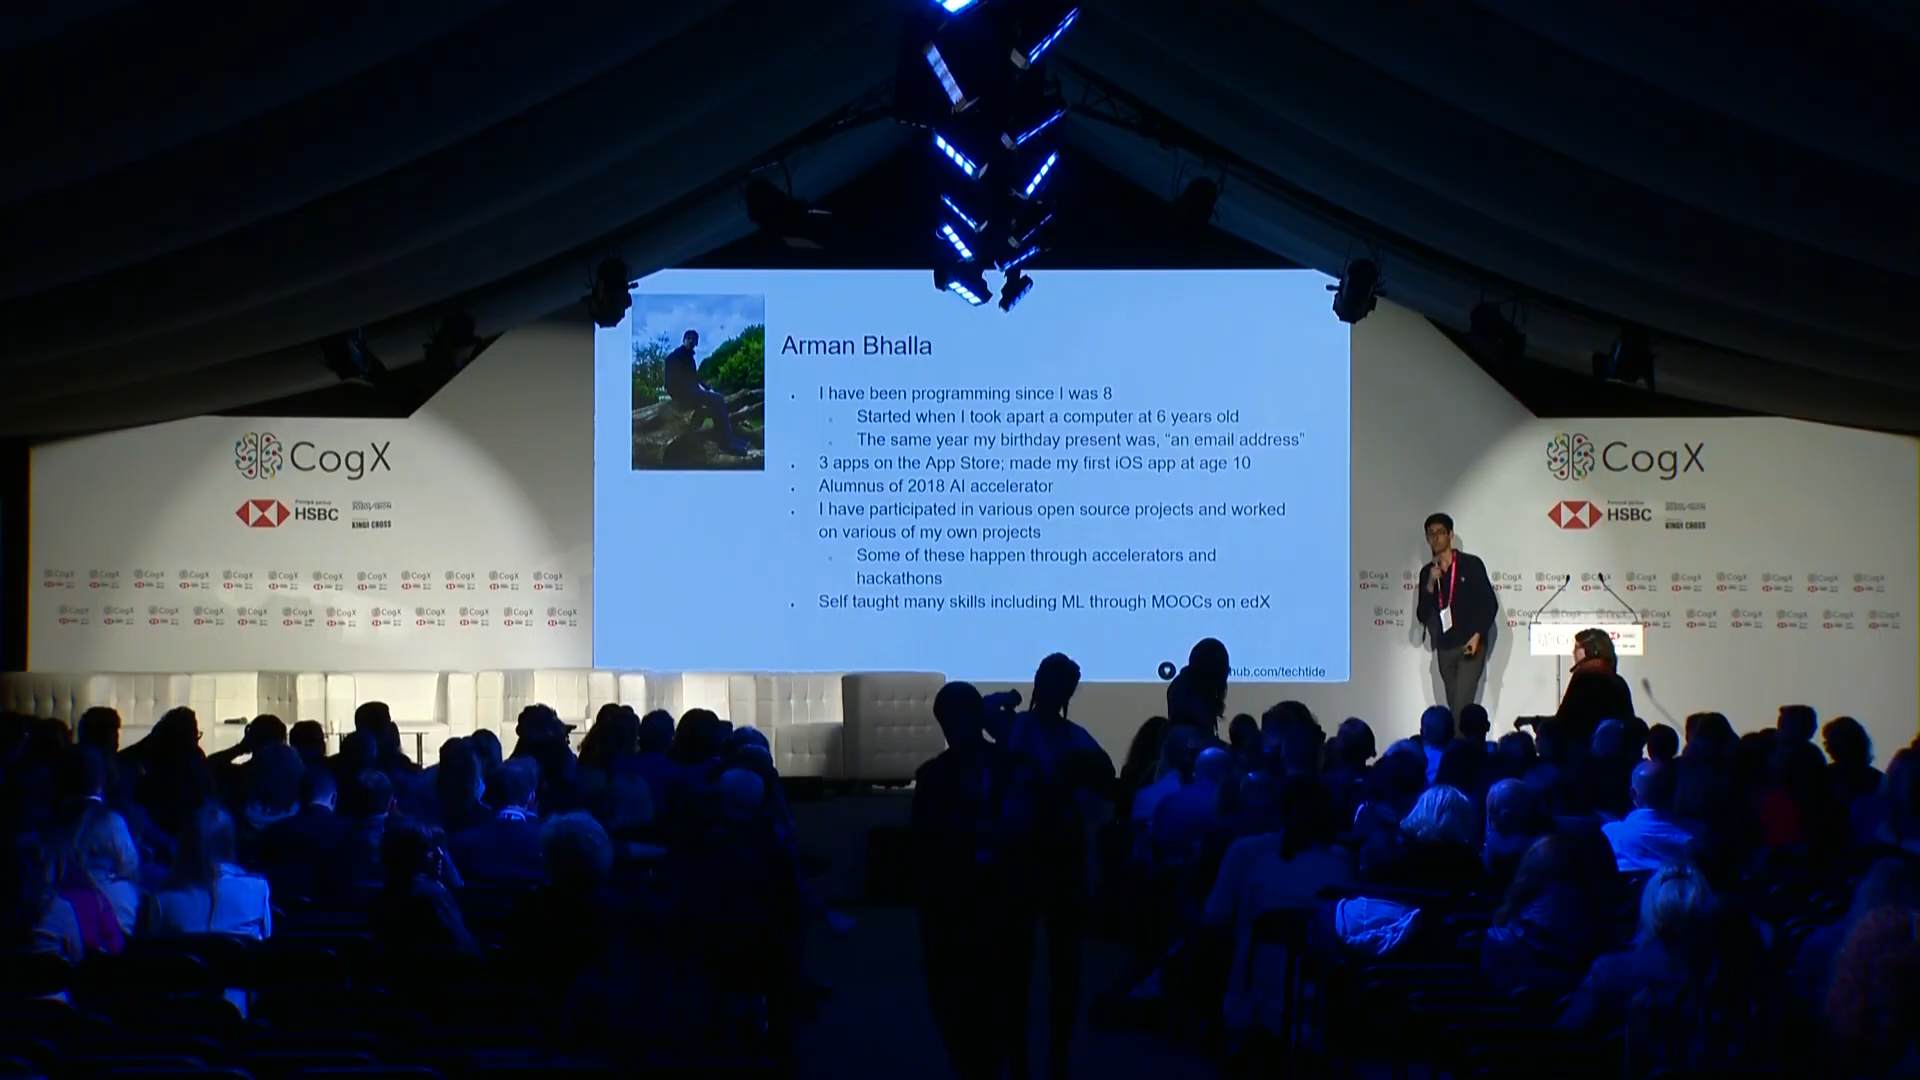 Arman Bhalla
I have been programming since I was 8
Started when I took apart a computer at 6 years old
The same year my birthday present was, “an email address”
3 apps on the App Store; made my first iOS app at age 10
Alumnus of 2018 AI accelerator
I have participated in various open source projects and worked
on various of my own projects
Some of these happen through accelerators and
hackathons
Self taught many skills including ML through MOOCs on edX
hub.com/techtide
CogX
HSBC
KINGS CROSS
CogX
HSBC
KINGS CROSS